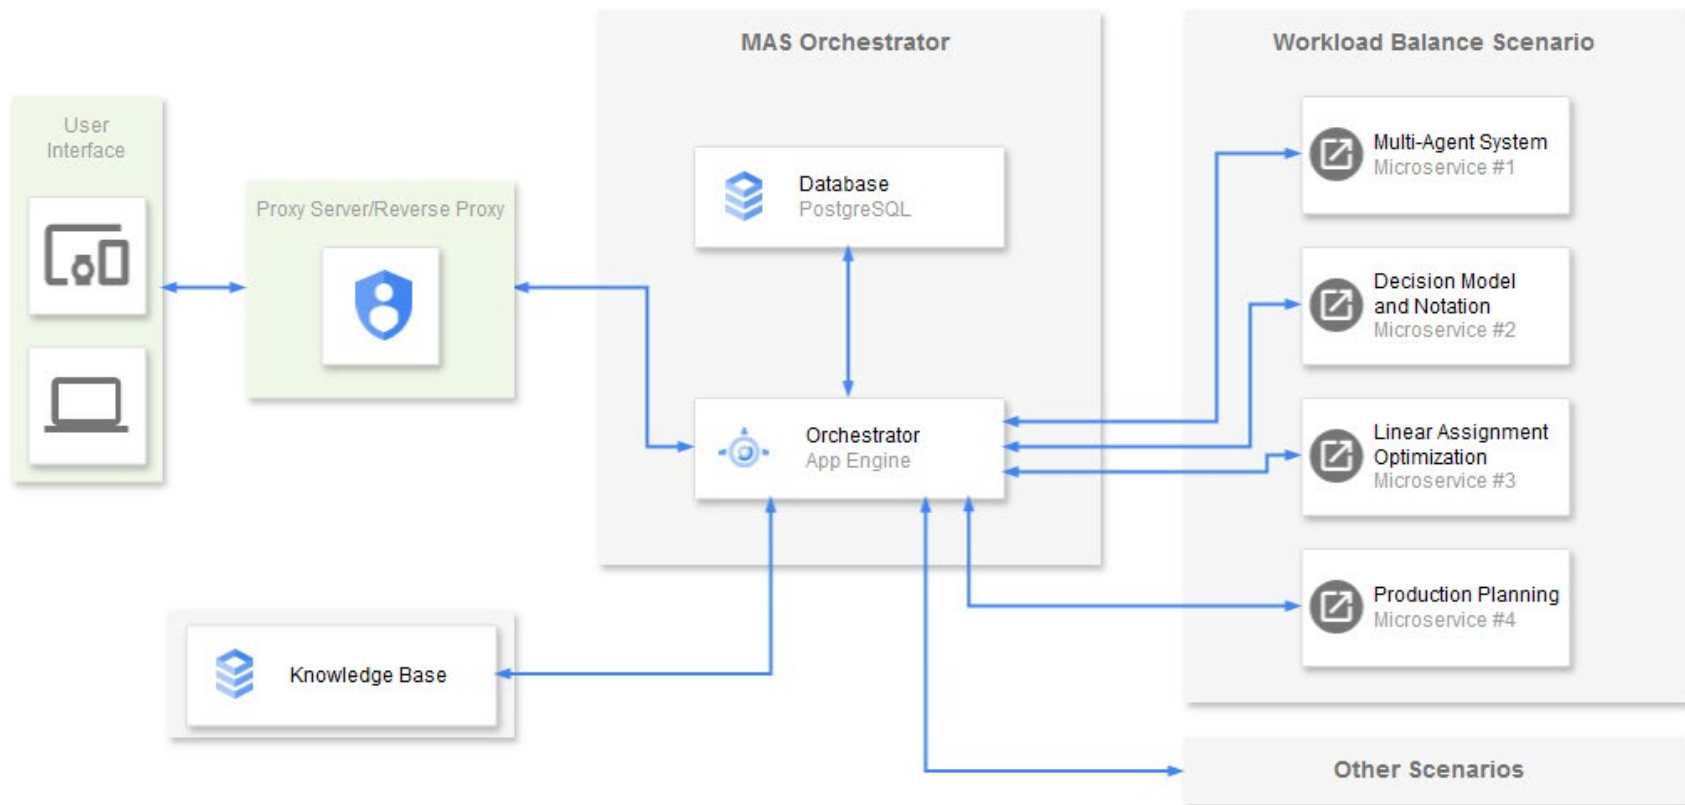 User
Interface
Proxy Server/Reverse Proxy
MAS Orchestrator
Database
PostgreSQL
Orchestrator
App Engine
Knowledge Base
Workload Balance Scenario
Multi-Agent System
Microservice #1
Decision Model
and Notation
Microservice #2
Linear Assignment
Optimization
Microservice #3
Production Planning
Microservice #4
Other Scenarios